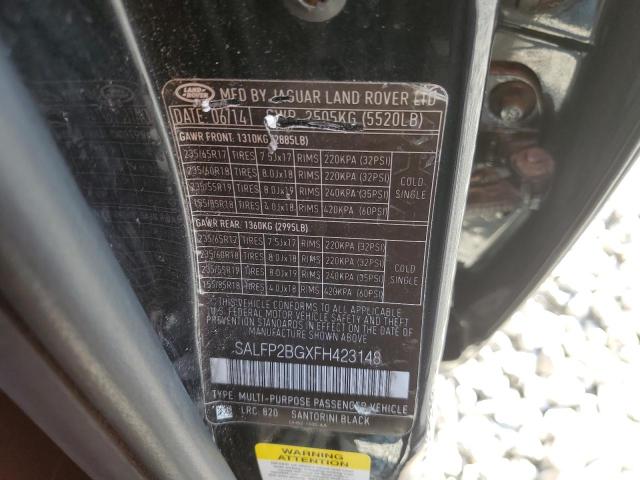 LAND ROVER
MFD BY JAGUAR LAND ROVER LTD
DATE: 06/14 2505KG (5520LB)
GAWR FRONT: 1310KG (2885LB)
235/65R17 TIRES 7.5Jx17 RIMS 220KPA (32PSI)
235/60R18 TIRES 8.0Jx18 RIMS 220KPA (32PSI)
235/55R19 TIRES 8.0Jx19 RIMS 240KPA (35PSI)
155/85R18 TIRES 4.0Jx18 RIMS 420KPA (60PSI)
COLD
SINGLE
GAWR REAR: 1360KG (2995LB)
235/65R17 TIRES 7.5Jx17 RIMS 220KPA (32PSI)
235/60R18 TIRES 8.0Jx18 RIMS 220KPA (32PSI)
235/55R19 TIRES 8.0Jx19 RIMS 240KPA (35PSI)
155/85R18 TIRES 4.0Jx18 RIMS 420KPA (60PSI)
COLD
SINGLE
THIS VEHICLE CONFORMS TO ALL APPLICABLE
U.S. FEDERAL MOTOR VEHICLE SAFETY AND THEFT
PREVENTION STANDARDS IN EFFECT ON THE DATE OF
MANUFACTURE SHOWN ABOVE
SALFP2BGXFH423148
TYPE: MULTI-PURPOSE PASSENGER VEHICLE
LRC 820 SANTORINI BLACK
WARNING